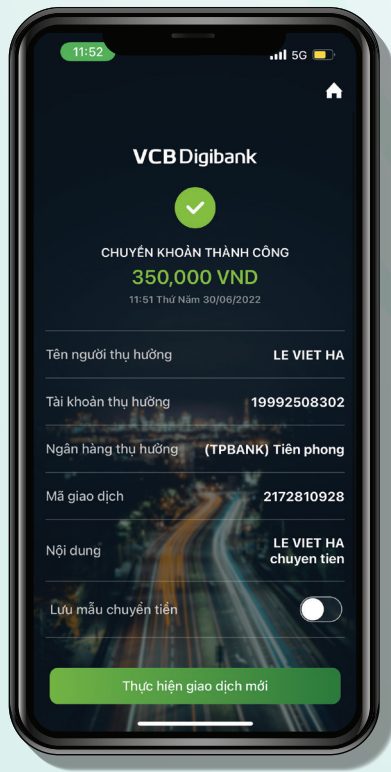 11:52 5G
VCB Digibank
CHUYỂN KHOẢN THÀNH CÔNG
350,000 VND
11:51 Thứ Năm 30/06/2022
Tên người thụ hưởng LE VIET HA
Tài khoản thụ hưởng 19992508302
Ngân hàng thụ hưởng (TPBANK) Tiên phong
Mã giao dịch 2172810928
Nội dung LE VIET HA
chuyen tien
Lưu mẫu chuyển tiền
Thực hiện giao dịch mới